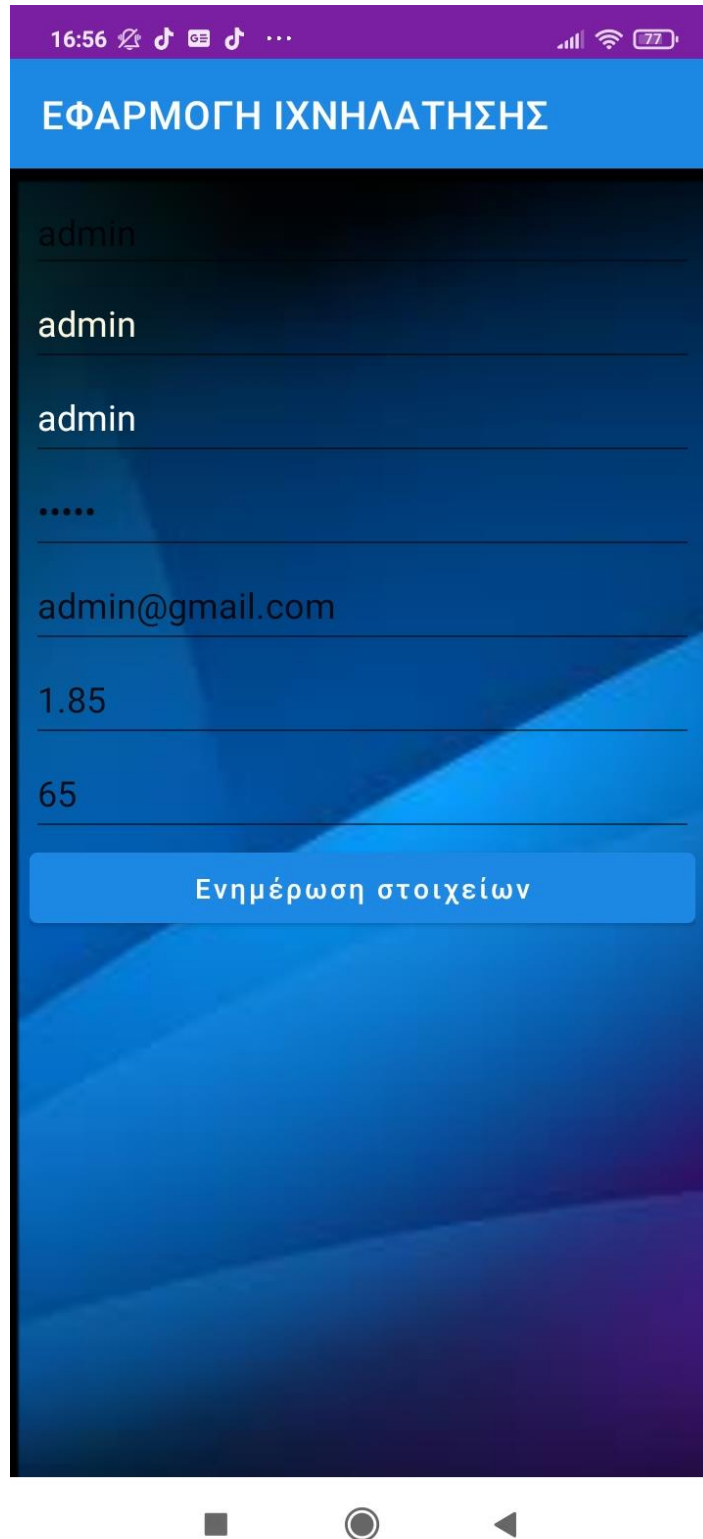 16:56 ... 77
ΕΦΑΡΜΟΓΗ ΙΧΝΗΛΑΤΗΣΗΣ
admin
admin
admin
•••••
admin@gmail.com
1.85
65
Ενημέρωση στοιχείων